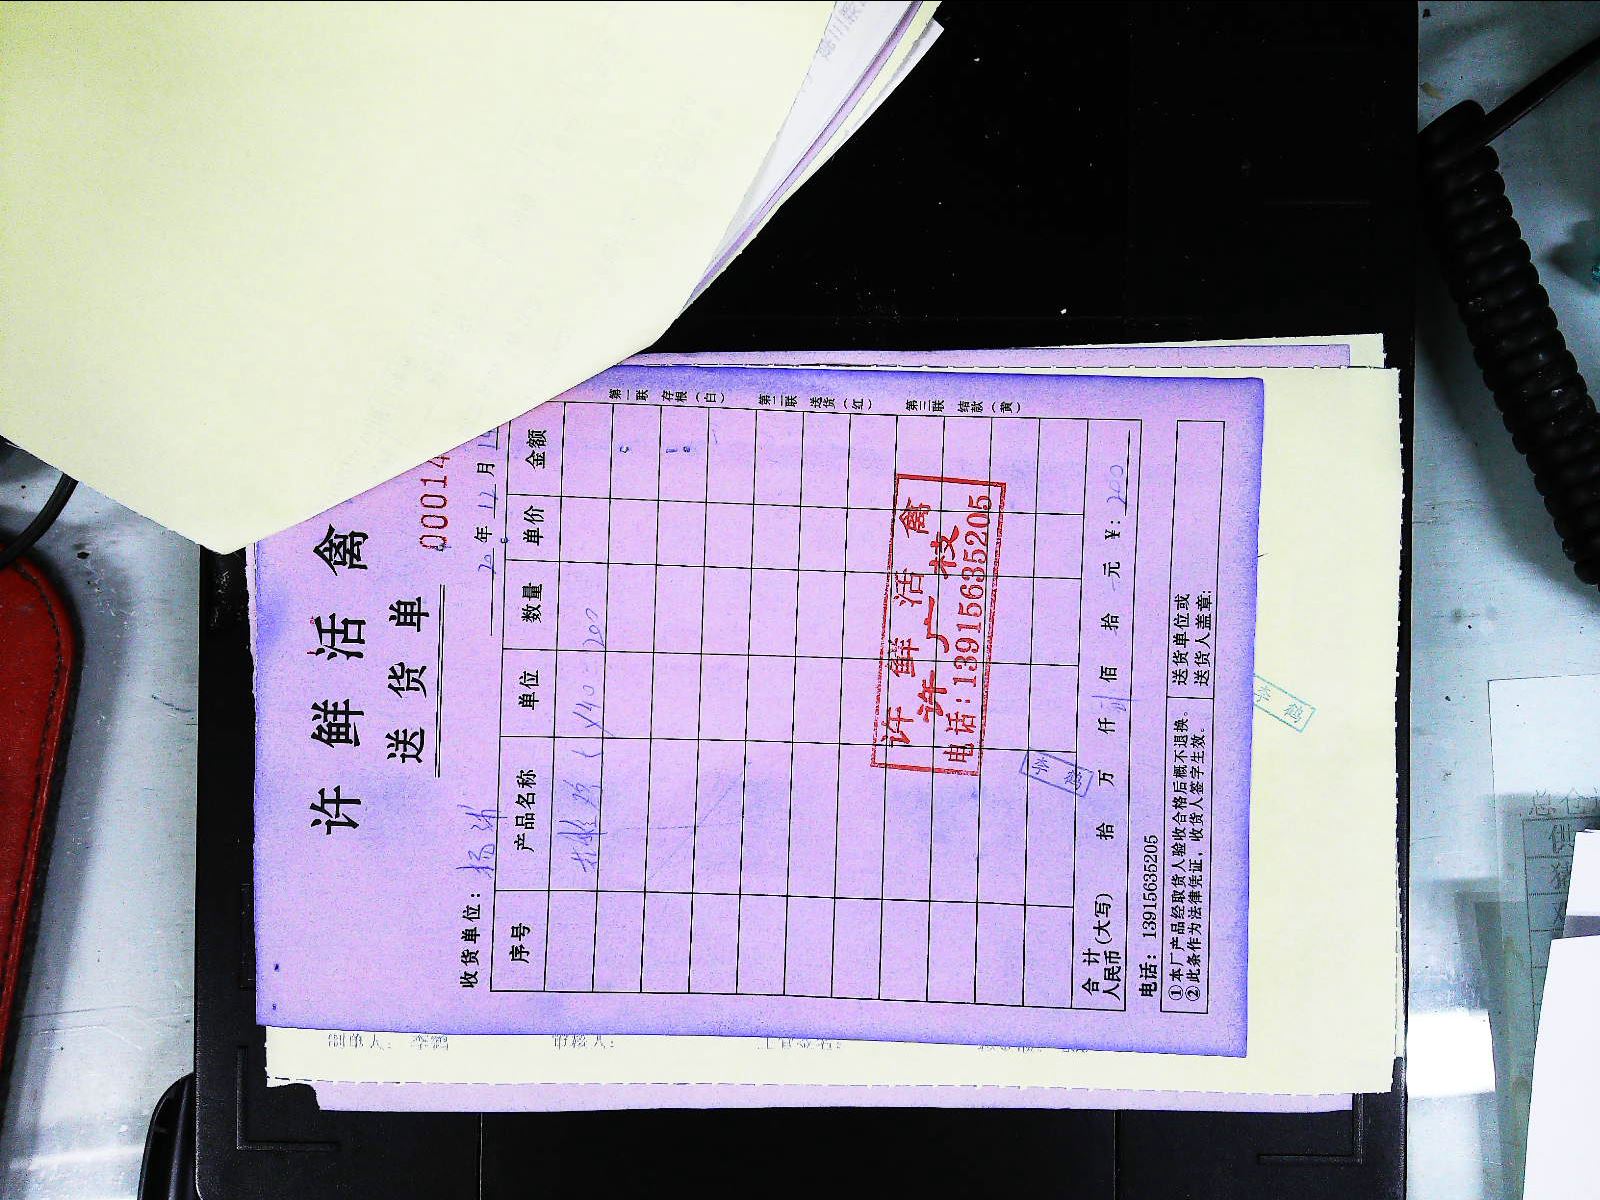 许鲜活禽
送货单
00014
收货单位：
20 年 12 月
序号 产品名称 单位 数量 单价 金额
5×40=200
第一联 存根（白）
第二联 送货（红）
第三联 结款（黄）
许鲜活禽
许广枝
电话：13915635205
合计 人民币(大写) 拾 万 仟 佰 拾 元 ¥：200
电话：13915635205
①本厂产品经取货人验收合格后概不退换。
②此条作为法律凭证，收货人签字生效。
送货单位或
送货人盖章：